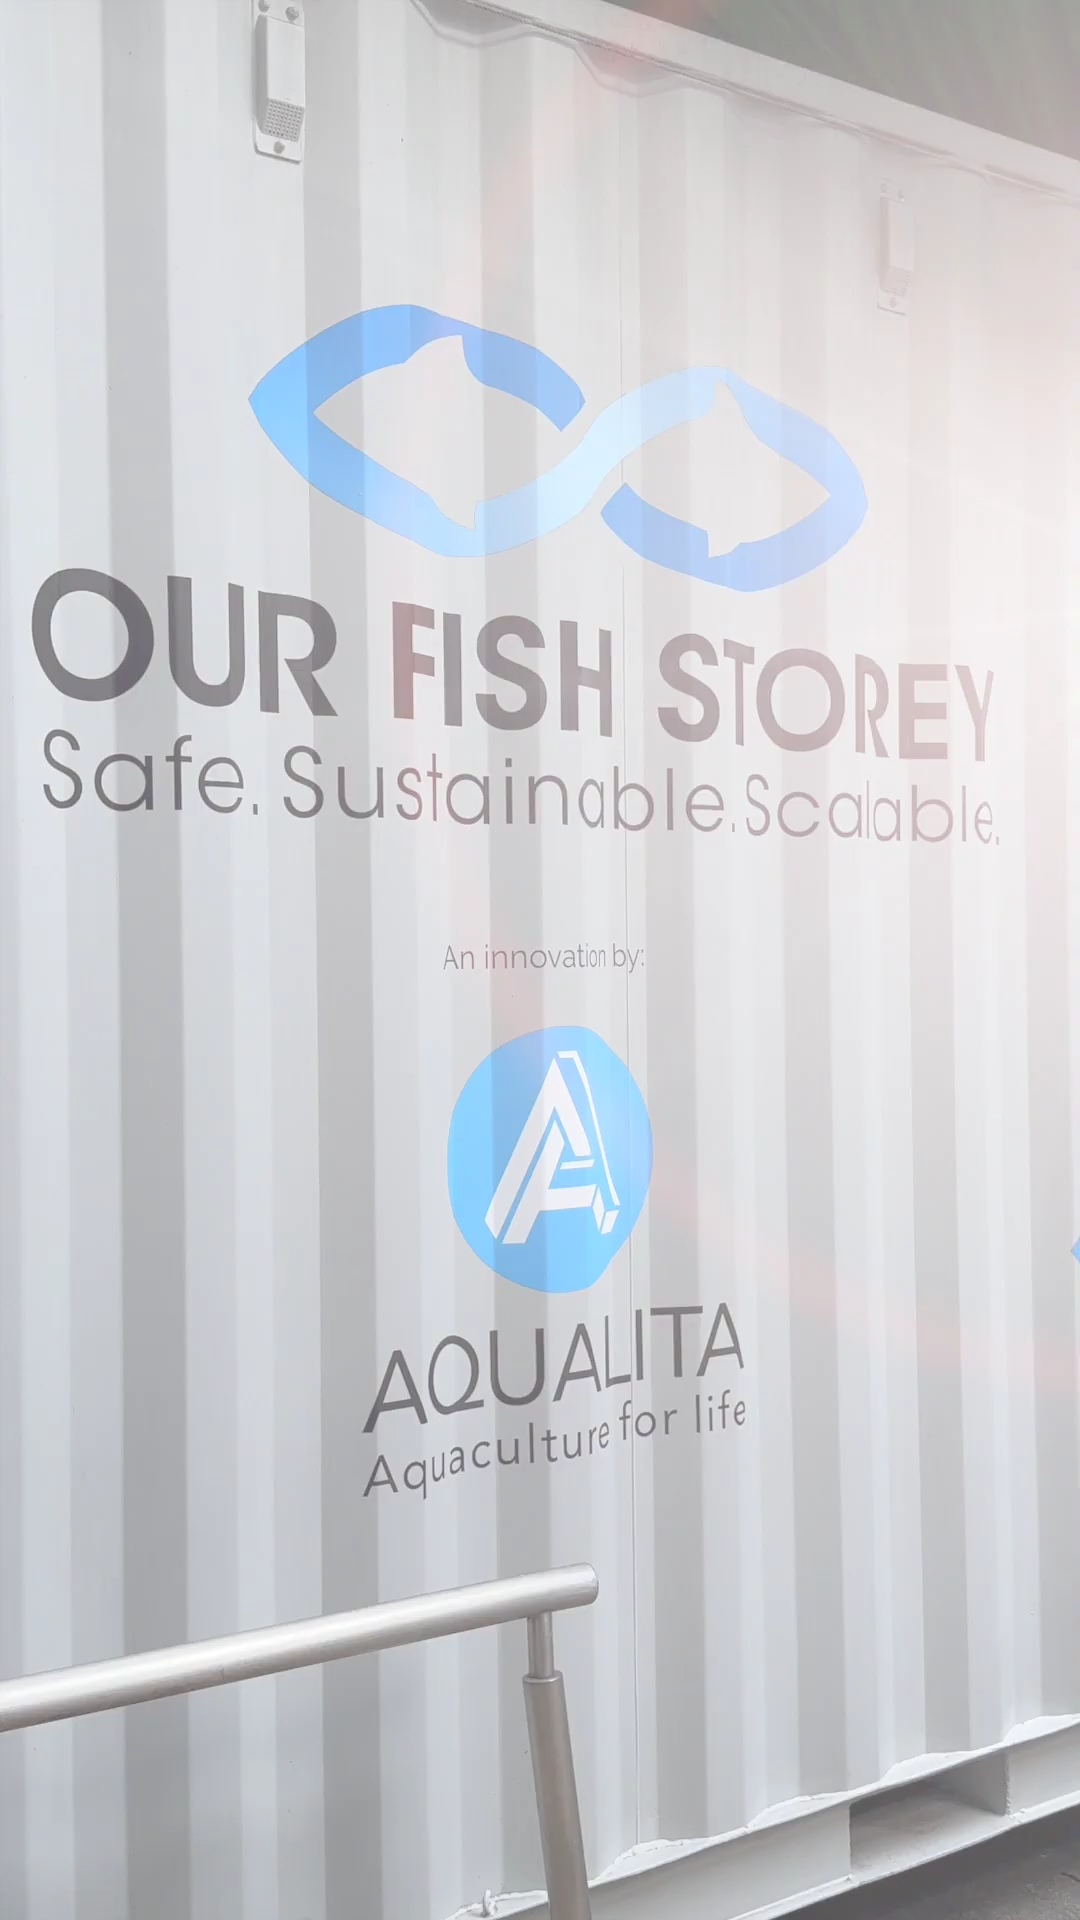 OUR FISH STOREY
Safe. Sustainable. Scalable.
An innovation by:
A
AQUALITA
Aquaculture for life